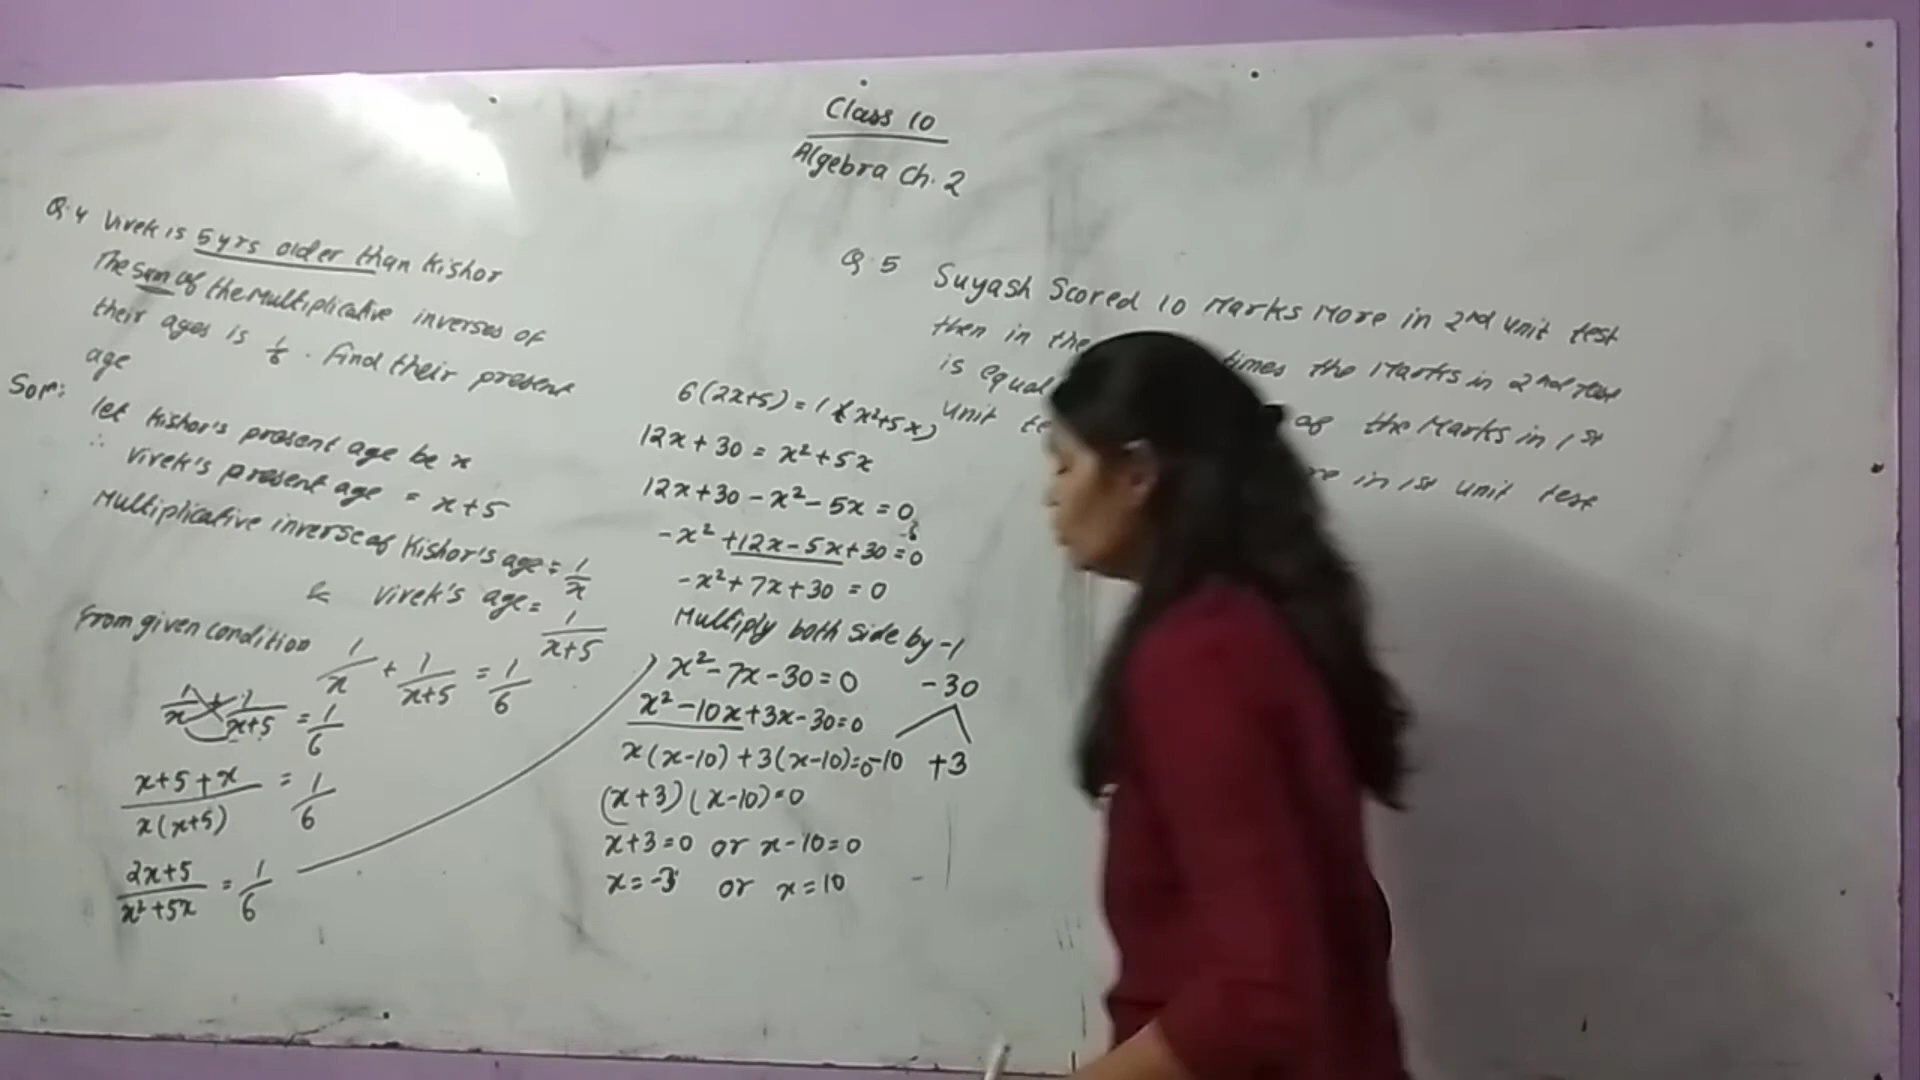 Class 10
Algebra Ch. 2
Q.4 Vivek is 5yrs older than Kishor
The Sum of the Multiplicative inverses of
their ages is 1/6. Find their present
age
Solⁿ:
let Kishor's present age be x
∴ Vivek's present age = x+5
Multiplicative inverse of Kishor's age = 1/x
& Vivek's age = 1/(x+5)
From given condition 1/x + 1/(x+5) = 1/6
1/x + 1/(x+5) = 1/6
(x+5+x)/(x(x+5)) = 1/6
(2x+5)/(x²+5x) = 1/6
6(2x+5) = 1(x²+5x)
12x+30 = x²+5x
12x+30-x²-5x=0
-x²+12x-5x+30=0
-x²+7x+30=0
Multiply both side by -1
x²-7x-30=0
-30
x²-10x+3x-30=0
x(x-10)+3(x-10)=0
-10 +3
(x+3)(x-10)=0
x+3=0 or x-10=0
x=-3 or x=10
Q.5 Suyash Scored 10 Marks More in 2nd unit test
then in the times the Marks in 2nd test
is equal of the Marks in 1st
unit in 1st unit test